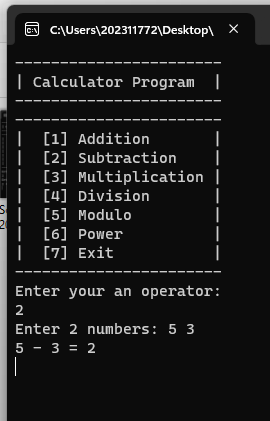 C:\Users\202311772\Desktop\
------------------------
| Calculator Program  |
------------------------
------------------------
|  [1] Addition       |
|  [2] Subtraction    |
|  [3] Multiplication |
|  [4] Division       |
|  [5] Modulo         |
|  [6] Power          |
|  [7] Exit           |
------------------------
Enter your an operator:
2
Enter 2 numbers: 5 3
5 - 3 = 2